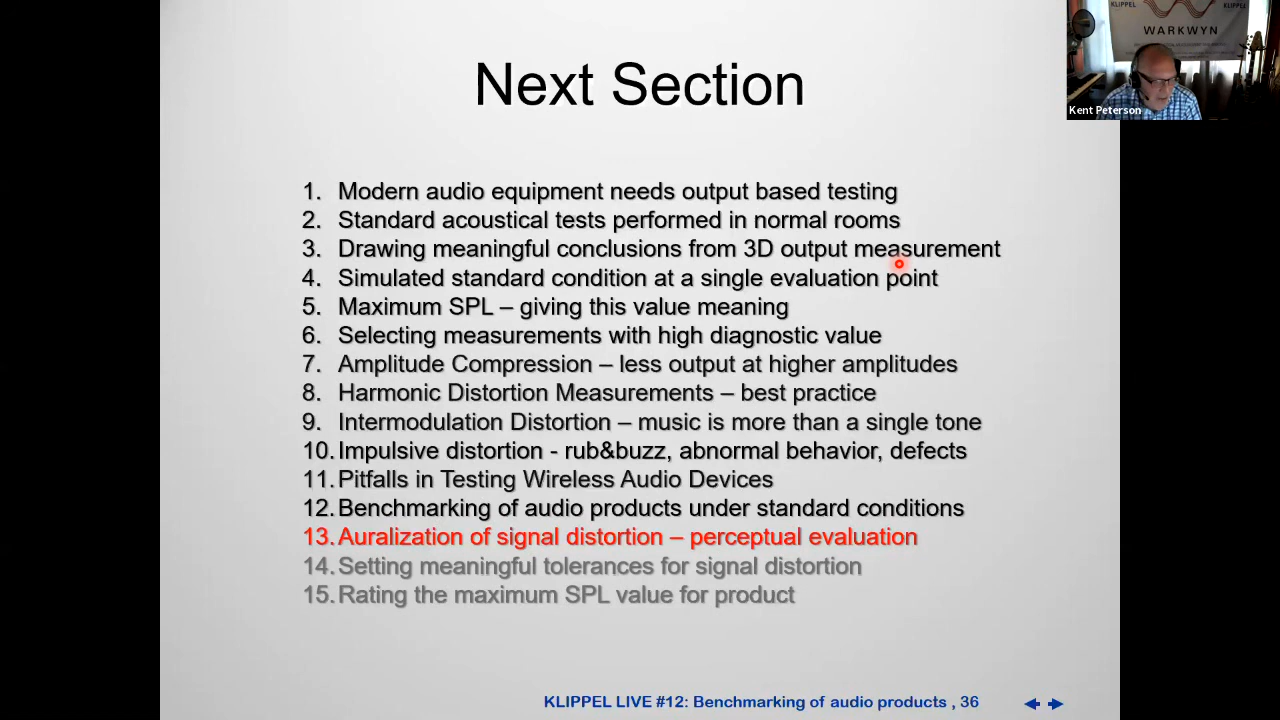 KLIPPEL
KLIPPEL
WARKWYN
Kent Peterson
Next Section
1. Modern audio equipment needs output based testing
2. Standard acoustical tests performed in normal rooms
3. Drawing meaningful conclusions from 3D output measurement
4. Simulated standard condition at a single evaluation point
5. Maximum SPL – giving this value meaning
6. Selecting measurements with high diagnostic value
7. Amplitude Compression – less output at higher amplitudes
8. Harmonic Distortion Measurements – best practice
9. Intermodulation Distortion – music is more than a single tone
10. Impulsive distortion - rub&buzz, abnormal behavior, defects
11. Pitfalls in Testing Wireless Audio Devices
12. Benchmarking of audio products under standard conditions
13. Auralization of signal distortion – perceptual evaluation
14. Setting meaningful tolerances for signal distortion
15. Rating the maximum SPL value for product
KLIPPEL LIVE #12: Benchmarking of audio products , 36